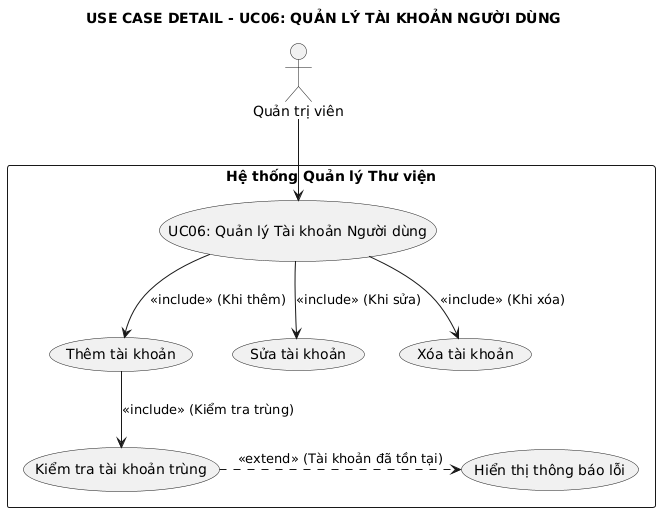 USE CASE DETAIL - UC06: QUẢN LÝ TÀI KHOẢN NGƯỜI DÙNG
Quản trị viên
Hệ thống Quản lý Thư viện
UC06: Quản lý Tài khoản Người dùng
«include» (Khi thêm)
«include» (Khi sửa)
«include» (Khi xóa)
Thêm tài khoản
Sửa tài khoản
Xóa tài khoản
«include» (Kiểm tra trùng)
Kiểm tra tài khoản trùng
«extend» (Tài khoản đã tồn tại)
Hiển thị thông báo lỗi